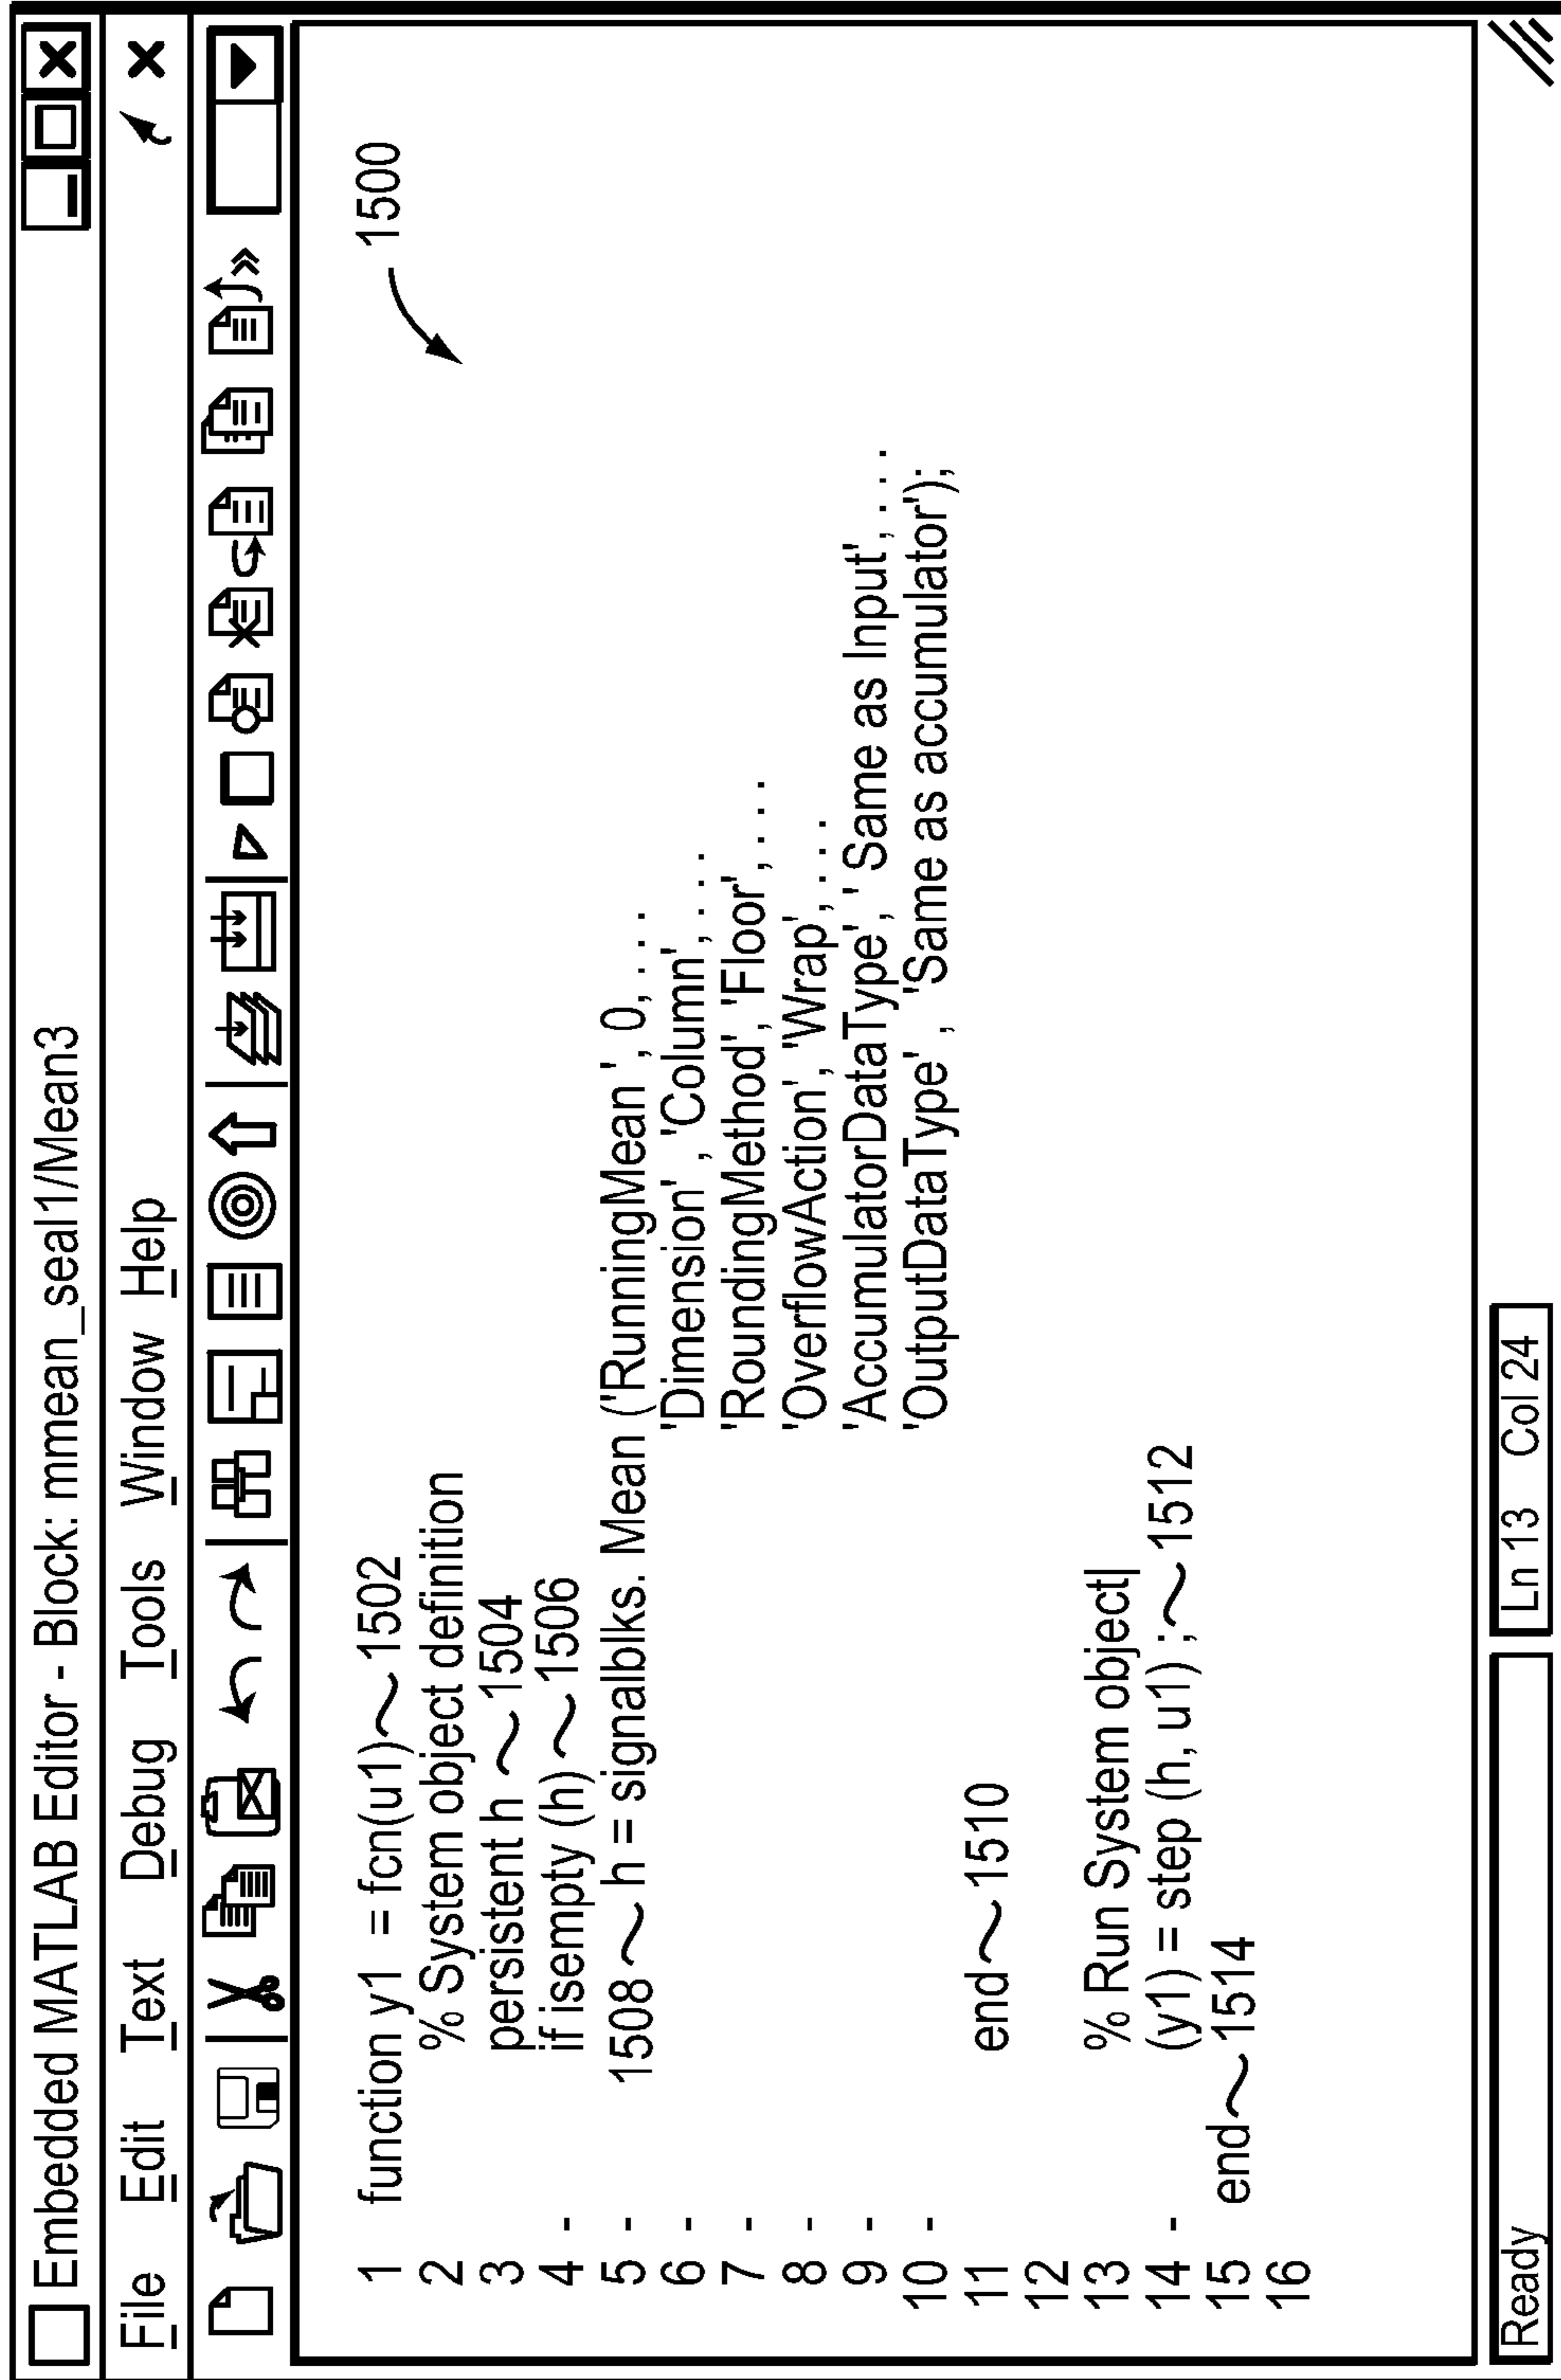 Embedded MATLAB Editor - Block: mmean_seal1/Mean3
File Edit Text Debug Tools Window Help
1500
1 function y1 = fcn(u1)~1502
2 % System object definition
3 persistent h ~1504
4 - if isempty (h)~1506
5 - 1508~ h = signalblks. Mean ('RunningMean' , 0, . . .
6 - 'Dimension' , 'Column', . . .
7 - 'RoundingMethod' , 'Floor', . . .
8 - 'OverflowAction' , 'Wrap', . . .
9 - 'AccumulatorDataType' , ' Same as Input', . . .
10 - 'OutputDataType' , 'Same as accumulator');
11 end~1510
12
13 % Run System object|
14 - (y1) = step (h, u1) ;~1512
15 end~1514
16
Ready Ln 13 Col 24